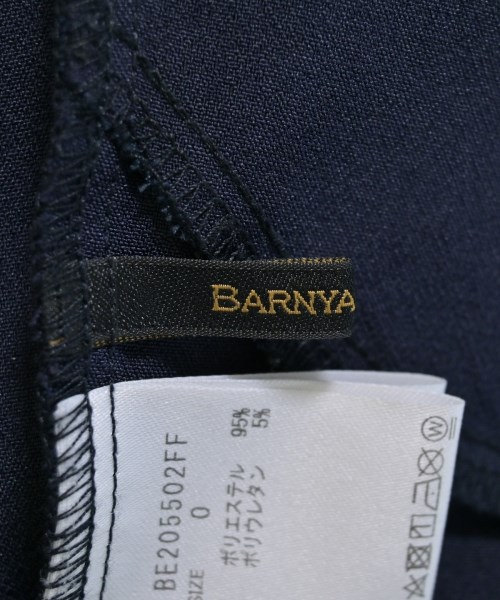 BARNYA
BE205502FF
SIZE 0
ポリエステル 95%
ポリウレタン 5%
W